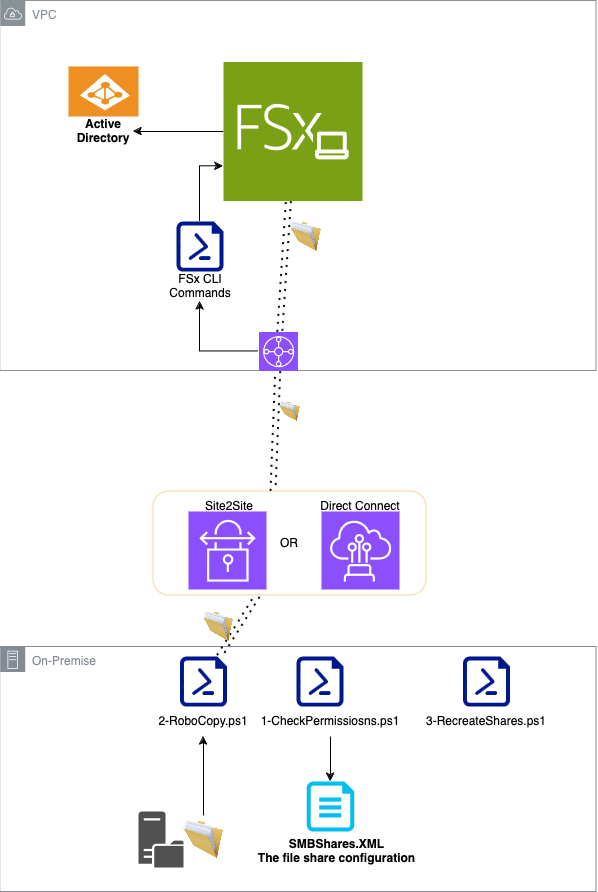 VPC
FSx
Active
Directory
FSx CLI
Commands
Site2Site
Direct Connect
OR
On-Premise
2-RoboCopy.ps1
1-CheckPermissiosns.ps1
3-RecreateShares.ps1
SMBShares.XML
The file share configuration